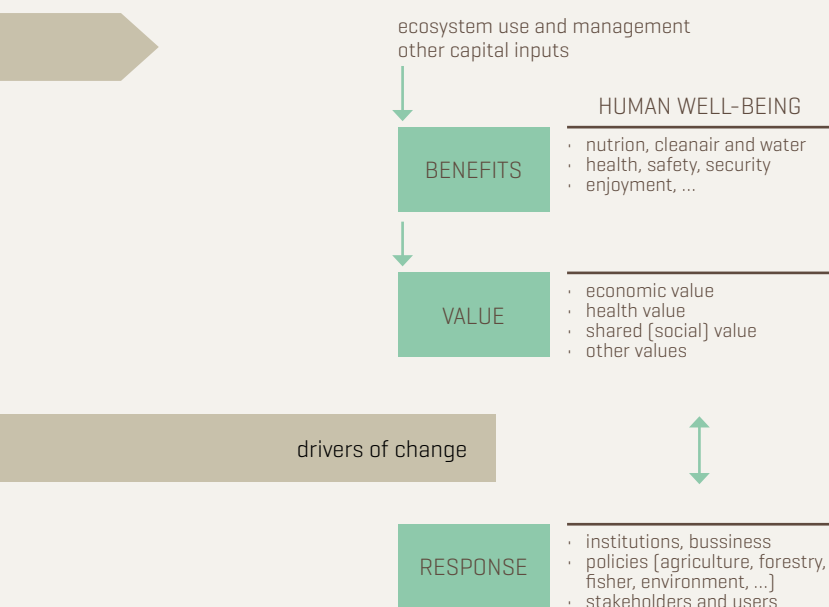 ecosystem use and management
other capital inputs
HUMAN WELL-BEING
BENEFITS
· nutrion, cleanair and water
· health, safety, security
· enjoyment, ...
VALUE
· economic value
· health value
· shared (social) value
· other values
drivers of change
RESPONSE
· institutions, bussiness
· policies (agriculture, forestry,
fisher, environment, ...)
· stakeholders and users